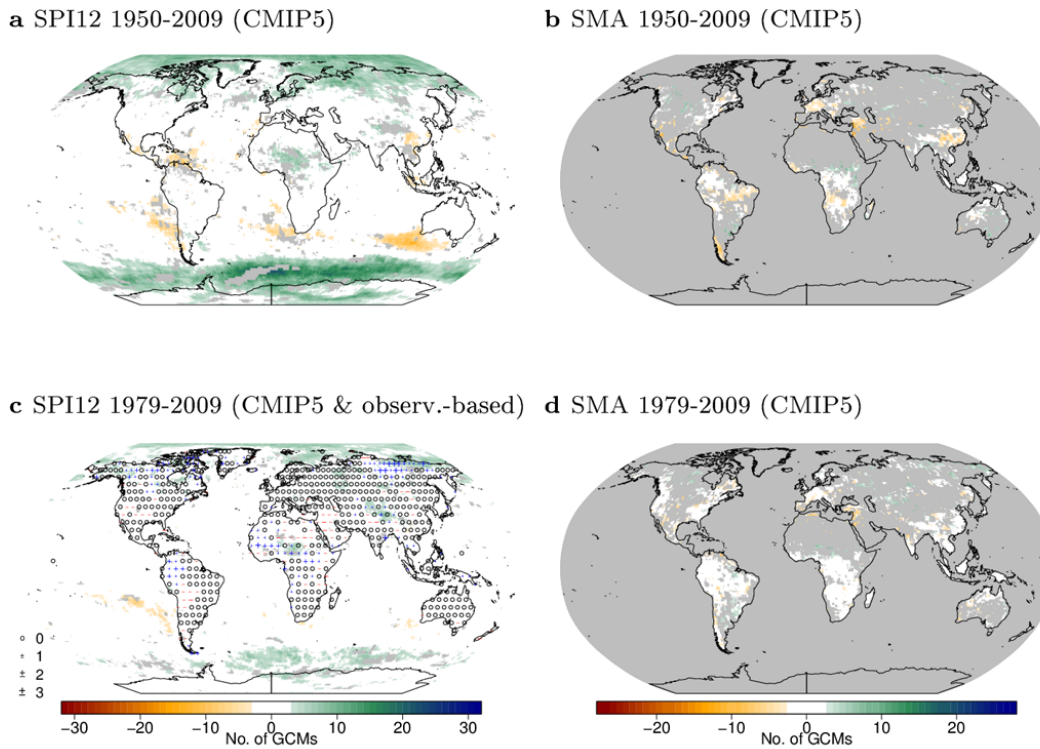 a SPI12 1950-2009 (CMIP5)
b SMA 1950-2009 (CMIP5)
c SPI12 1979-2009 (CMIP5 & observ.-based)
d SMA 1979-2009 (CMIP5)
○ 0
± 1
± 2
± 3
−30 −20 −10 0 10 20 30
No. of GCMs
−20 −10 0 10 20
No. of GCMs